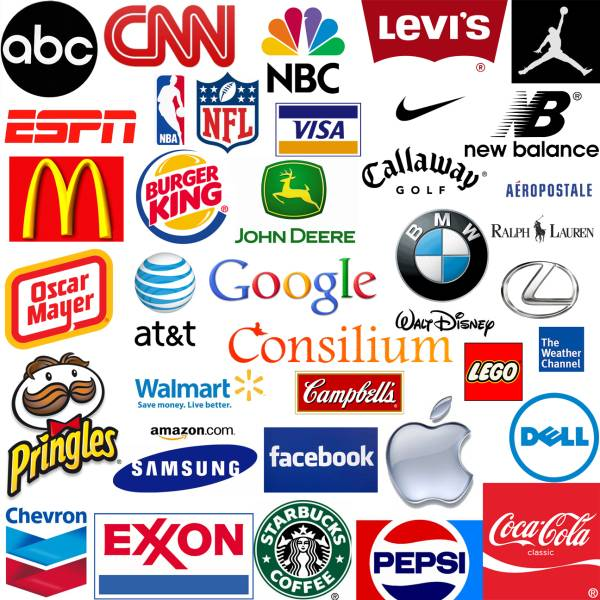 abc
CNN
NBC
LEVI'S
®
ESPN
NBA
NFL
VISA
B
®
new balance
McDonald's M
BURGER
KING
®
JOHN DEERE
Callaway
®
GOLF
AÉROPOSTALE
BMW
RALPH LAUREN
Oscar
Mayer
at&t
Google
WALT DISNEY
Consilium
The
Weather
Channel
LEGO
Pringles
®
Walmart
Save money. Live better.
Campbell's
amazon.com
SAMSUNG
facebook
DELL
Chevron
EXXON
STARBUCKS
COFFEE
®
PEPSI
Coca-Cola
classic
®